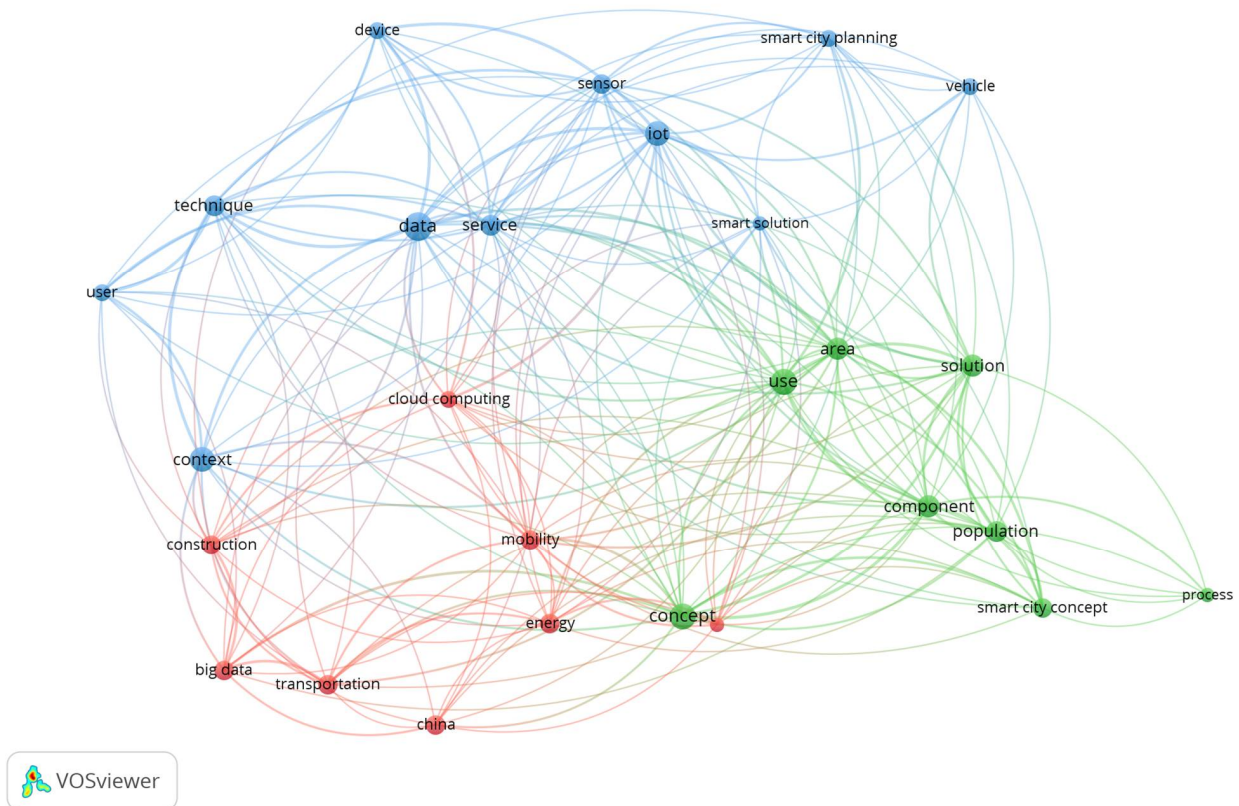 device
smart city planning
sensor
vehicle
iot
technique
data
service
smart solution
user
area
use
solution
cloud computing
context
component
population
construction
mobility
process
smart city concept
concept
energy
big data
transportation
china
VOSviewer